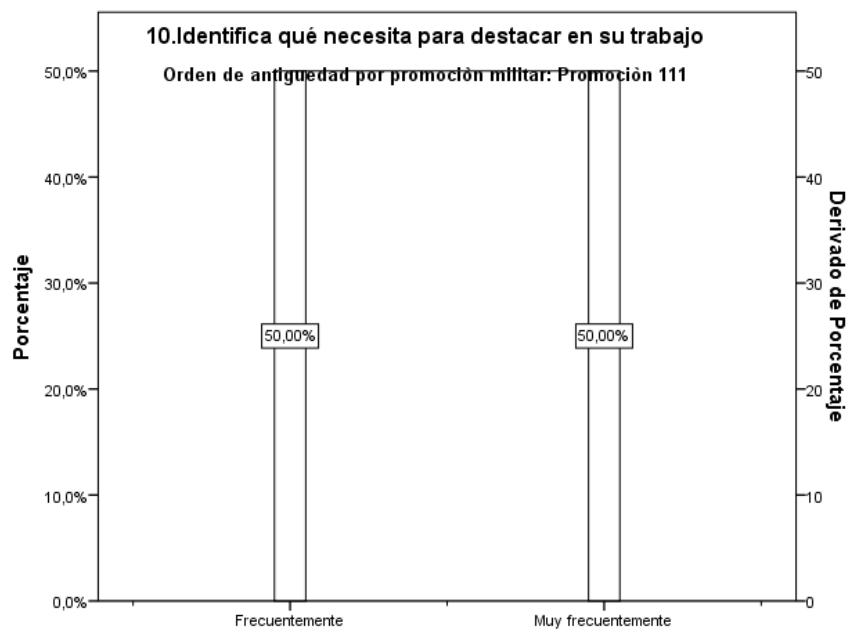 10.Identifica qué necesita para destacar en su trabajo
Orden de antiguedad por promociòn militar: Promociòn 111
Porcentaje
50,0%
40,0%
30,0%
20,0%
10,0%
0,0%
50,00%
50,00%
50
40
30
20
10
0
Derivado de Porcentaje
Frecuentemente
Muy frecuentemente